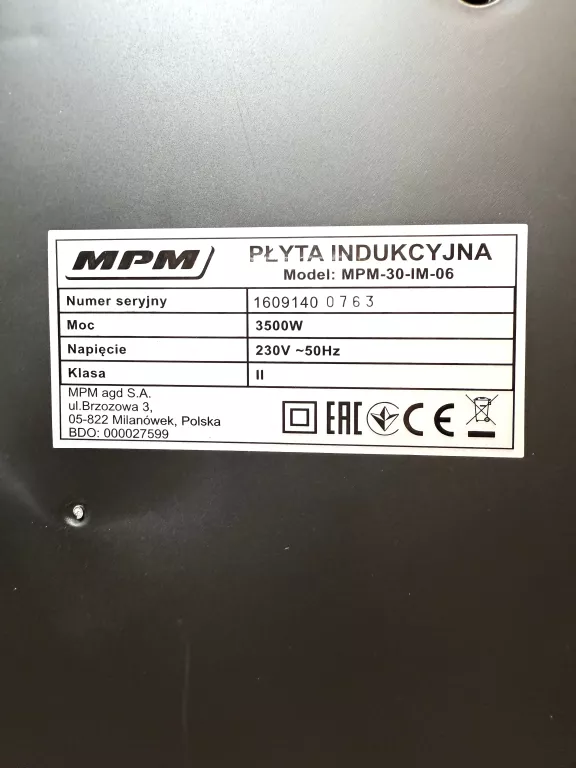 MPM
PŁYTA INDUKCYJNA
Model: MPM-30-IM-06
Numer seryjny 1609140 0763
Moc 3500W
Napięcie 230V ~50Hz
Klasa II
MPM agd S.A.
ul.Brzozowa 3,
05-822 Milanówek, Polska
BDO: 000027599
EAC CE